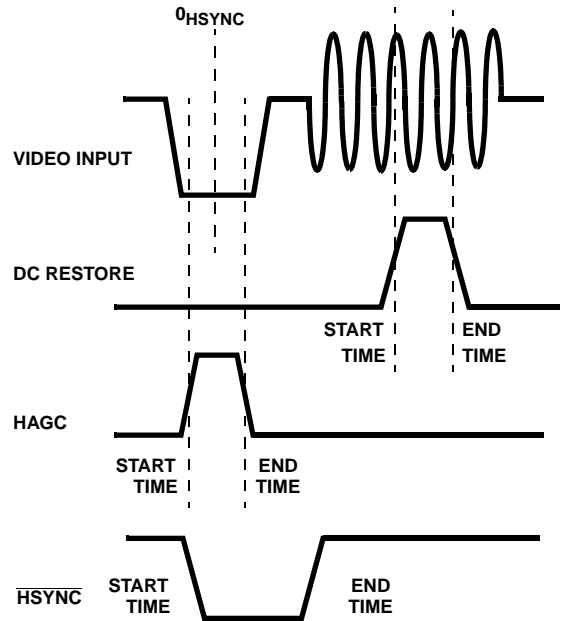 0HSYNC
VIDEO INPUT
DC RESTORE
START TIME
END TIME
HAGC
START TIME
END TIME
HSYNC
START TIME
END TIME